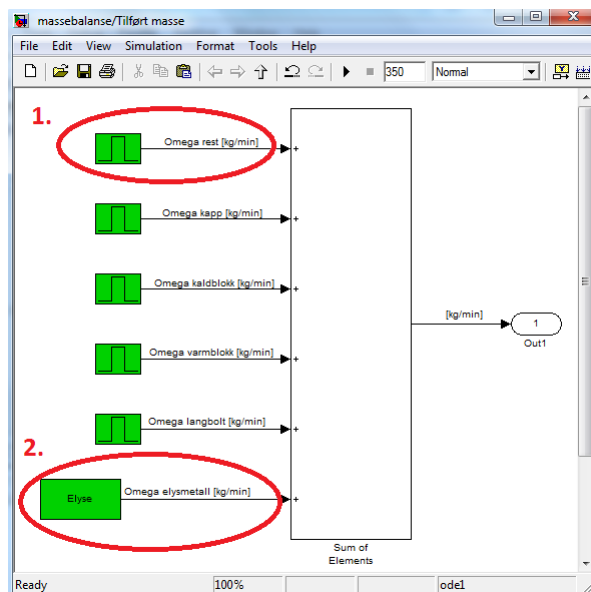 massebalanse/Tilført masse
File Edit View Simulation Format Tools Help
350 Normal
1.
Omega rest [kg/min]
+
Omega kapp [kg/min]
+
Omega kaldblokk [kg/min]
+
Omega varmblokk [kg/min]
+
Omega langbolt [kg/min]
+
2.
Elyse
Omega elysmetall [kg/min]
+
[kg/min]
1
Out1
Sum of
Elements
Ready 100% ode1